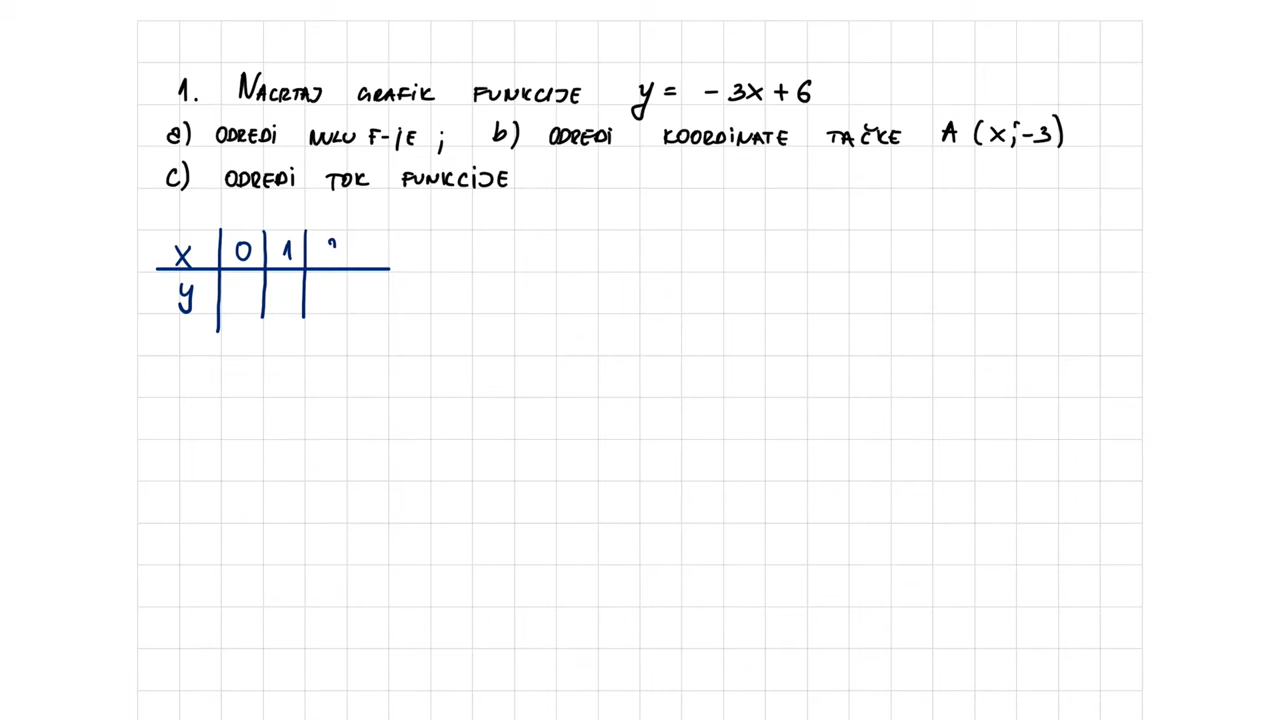 1. NACRTAJ GRAFIK FUNKCIJE y = -3x + 6
a) ODREDI NULU F-JE ; b) ODREDI KOORDINATE TAČKE A (x; -3)
c) ODREDI TOK FUNKCIJE
x 0 1
y